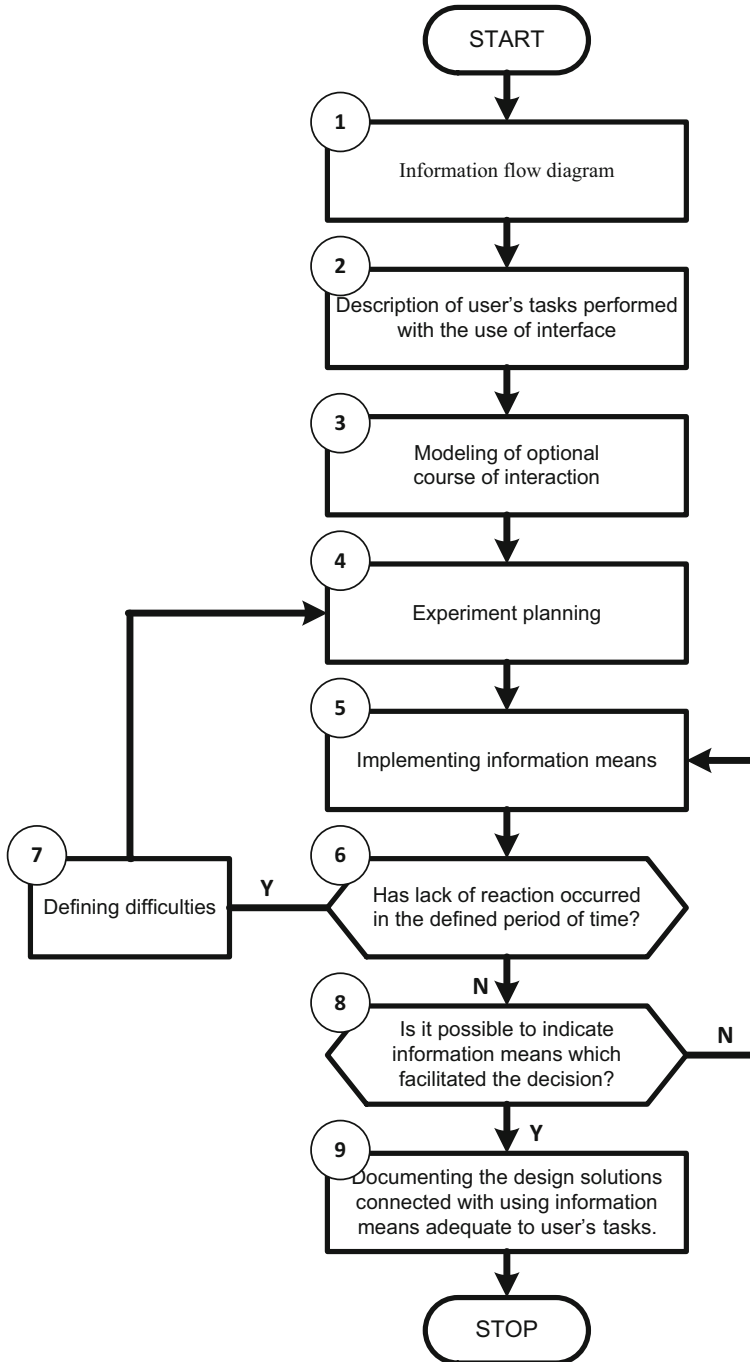 START
1
Information flow diagram
2
Description of user's tasks performed
with the use of interface
3
Modeling of optional
course of interaction
4
Experiment planning
5
Implementing information means
7
Defining difficulties
Y
6
Has lack of reaction occurred
in the defined period of time?
N
8
Is it possible to indicate
information means which
facilitated the decision?
N
Y
9
Documenting the design solutions
connected with using information
means adequate to user's tasks.
STOP